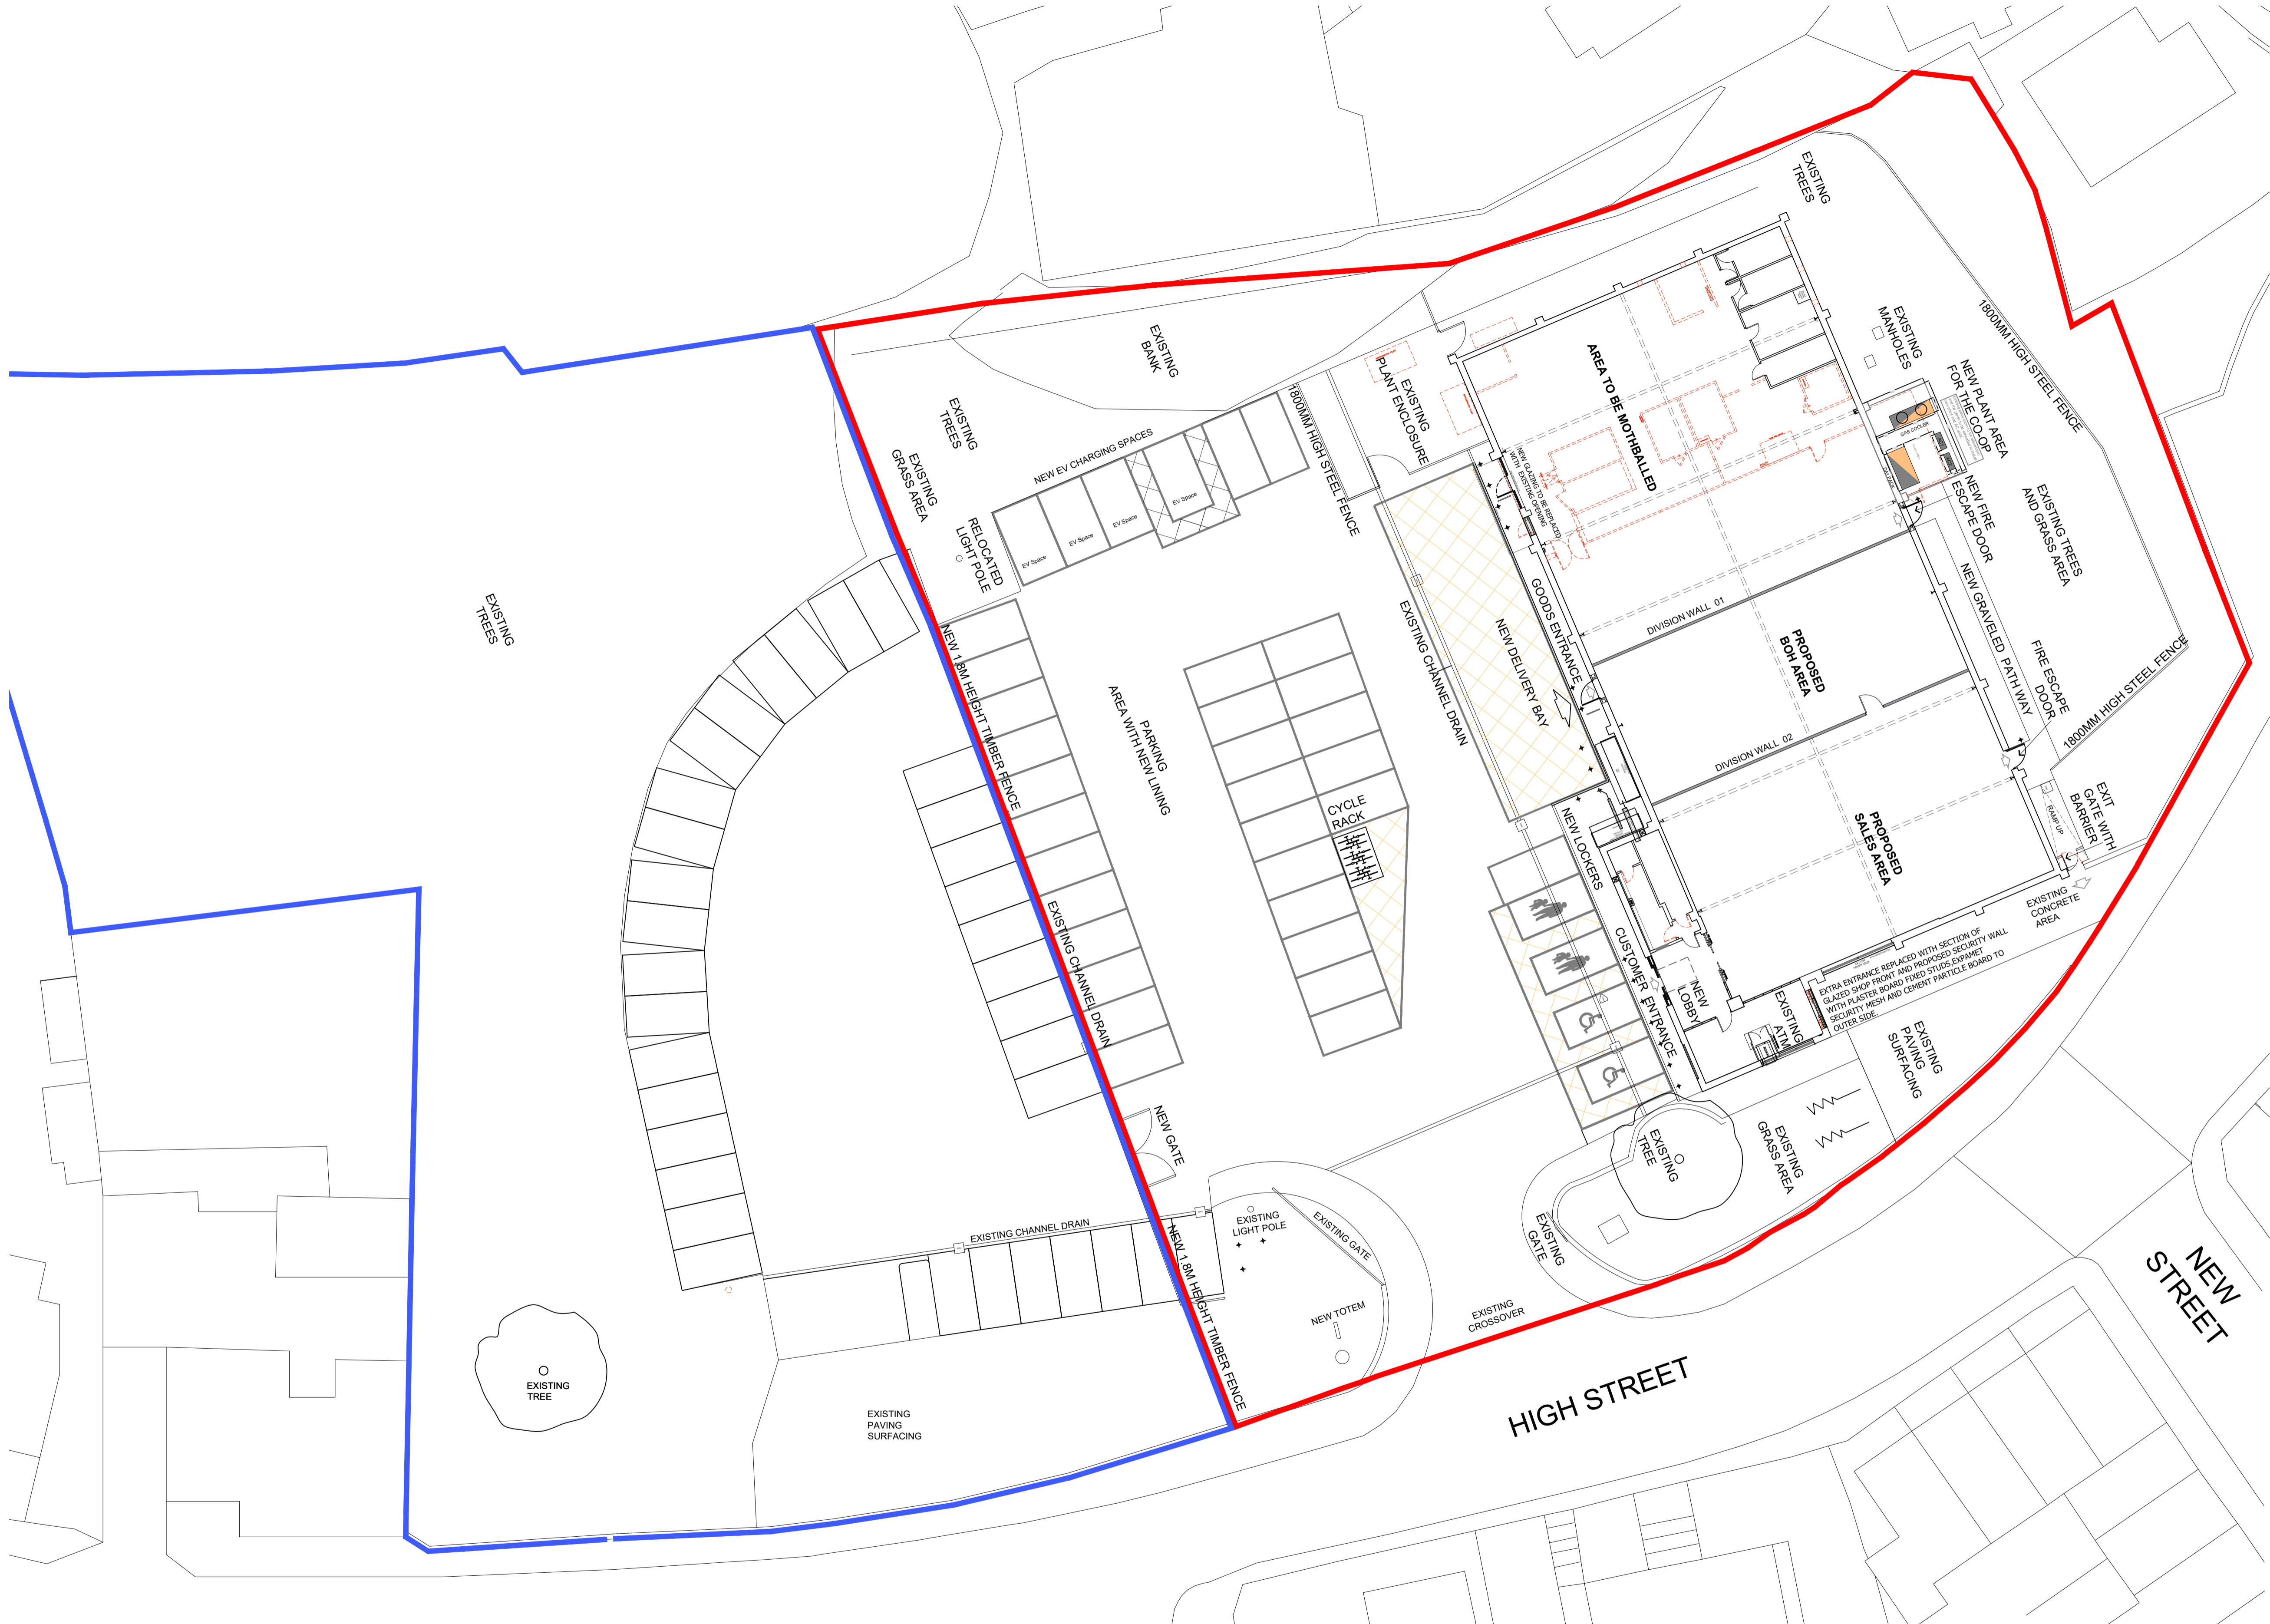 EXISTING
TREES
EXISTING
BANK
EXISTING
TREES
EXISTING
GRASS AREA
NEW EV CHARGING SPACES
EV Space
EV Space
EV Space
EV Space
RELOCATED
LIGHT POLE
1800MM HIGH STEEL FENCE
EXISTING
PLANT ENCLOSURE
NEW GLAZING TO BE REPLACED
WITH EXISTING OPENING
AREA TO BE MOTHBALLED
EXISTING
MANHOLES
1800MM HIGH STEEL FENCE
NEW PLANT AREA
FOR THE CO-OP
GAS COOLER
NEW FIRE
ESCAPE DOOR
EXISTING TREES
AND GRASS AREA
NEW GRAVELED PATH WAY
FIRE ESCAPE
DOOR
1800MM HIGH STEEL FENCE
EXISTING
TREES
NEW 1.8M HEIGHT TIMBER FENCE
PARKING
AREA WITH NEW LINING
EXISTING CHANNEL DRAIN
NEW DELIVERY BAY
GOODS ENTRANCE
DIVISION WALL 01
PROPOSED
BOH AREA
DIVISION WALL 02
PROPOSED
SALES AREA
CYCLE
RACK
NEW LOCKERS
CUSTOMER ENTRANCE
NEW
LOBBY
EXISTING
ATM
RAMP UP
EXIT
GATE WITH
BARRIER
EXISTING
CONCRETE
AREA
EXTRA ENTRANCE REPLACED WITH SECTION OF
GLAZED SHOP FRONT AND PROPOSED SECURITY WALL
WITH PLASTER BOARD FIXED STUDS,EXPAMET
SECURITY MESH AND CEMENT PARTICLE BOARD TO
OUTER SIDE.
EXISTING
PAVING
SURFACING
EXISTING CHANNEL DRAIN
NEW GATE
EXISTING
TREE
EXISTING
GRASS AREA
EXISTING
GATE
EXISTING CHANNEL DRAIN
EXISTING
LIGHT POLE
EXISTING GATE
NEW 1.8M HEIGHT TIMBER FENCE
NEW TOTEM
EXISTING
CROSSOVER
EXISTING
TREE
EXISTING
PAVING
SURFACING
HIGH STREET
NEW
STREET